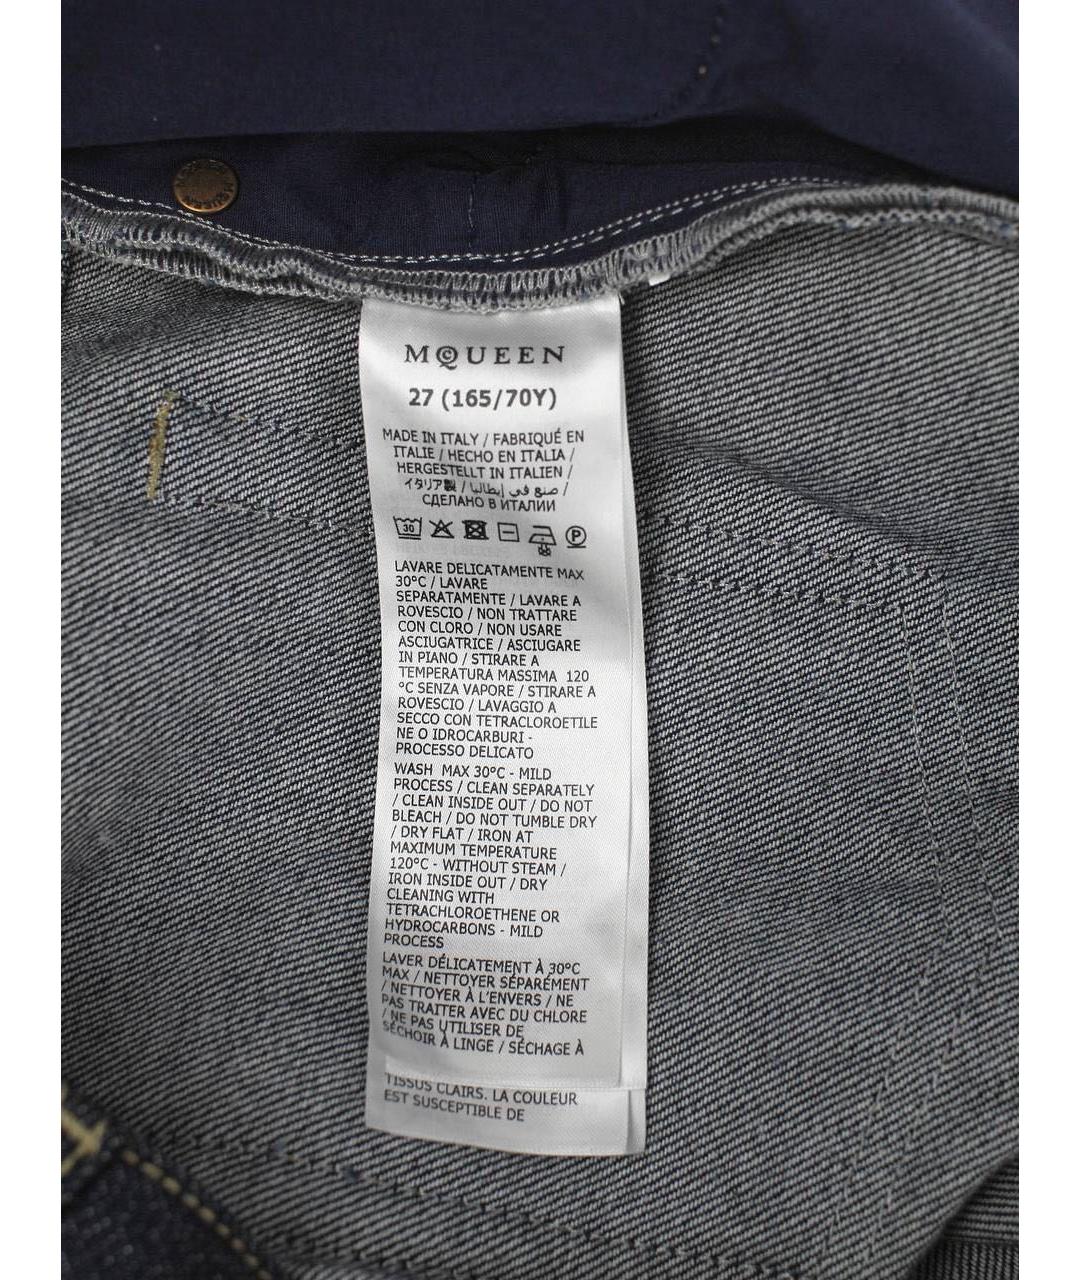 MCQUEEN
MCQUEEN
27 (165/70Y)
MADE IN ITALY / FABRIQUÉ EN
ITALIE / HECHO EN ITALIA /
HERGESTELLT IN ITALIEN /
イタリア製 / صنع في إيطاليا /
СДЕЛАНО В ИТАЛИИ
30 P
LAVARE DELICATAMENTE MAX
30°C / LAVARE
SEPARATAMENTE / LAVARE A
ROVESCIO / NON TRATTARE
CON CLORO / NON USARE
ASCIUGATRICE / ASCIUGARE
IN PIANO / STIRARE A
TEMPERATURA MASSIMA 120
°C SENZA VAPORE / STIRARE A
ROVESCIO / LAVAGGIO A
SECCO CON TETRACLOROETILE
NE O IDROCARBURI -
PROCESSO DELICATO
WASH MAX 30°C - MILD
PROCESS / CLEAN SEPARATELY
/ CLEAN INSIDE OUT / DO NOT
BLEACH / DO NOT TUMBLE DRY
/ DRY FLAT / IRON AT
MAXIMUM TEMPERATURE
120°C - WITHOUT STEAM /
IRON INSIDE OUT / DRY
CLEANING WITH
TETRACHLOROETHENE OR
HYDROCARBONS - MILD
PROCESS
LAVER DÉLICATEMENT À 30°C
MAX / NETTOYER SÉPARÉMENT
/ NETTOYER À L'ENVERS / NE
PAS TRAITER AVEC DU CHLORE
/ NE PAS UTILISER DE
SÉCHOIR À LINGE / SÉCHAGE À
TISSUS CLAIRS. LA COULEUR
EST SUSCEPTIBLE DE